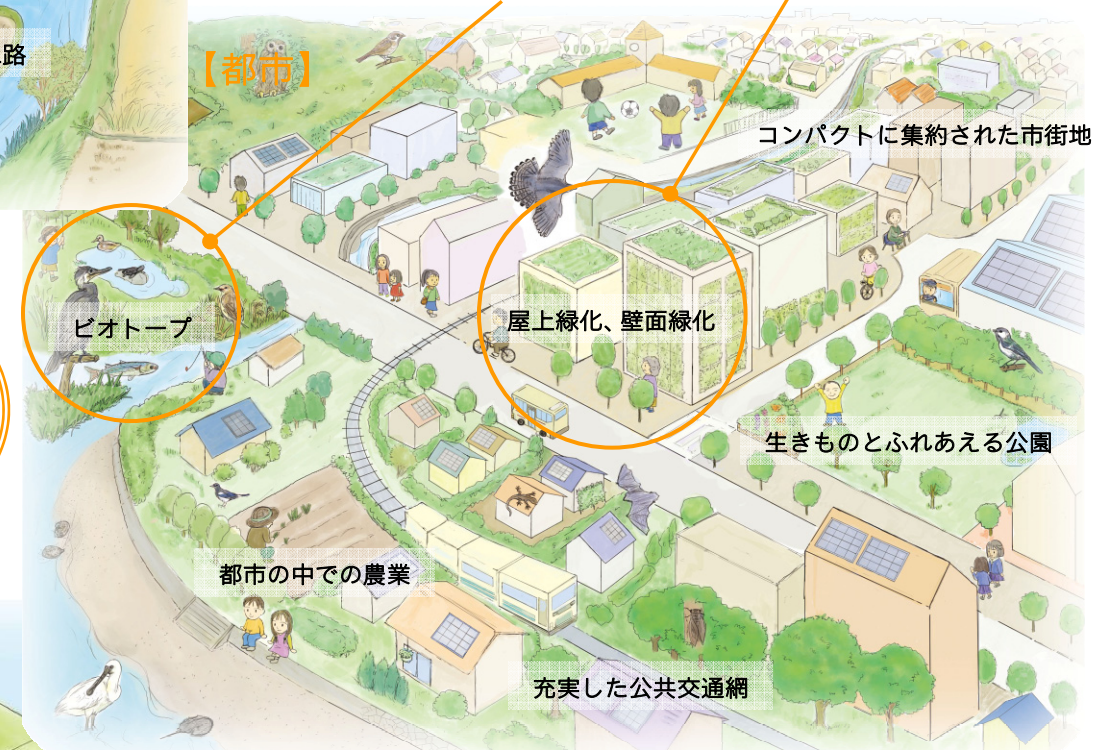 路
【都市】
コンパクトに集約された市街地
ビオトープ
屋上緑化、壁面緑化
生きものとふれあえる公園
都市の中での農業
充実した公共交通網